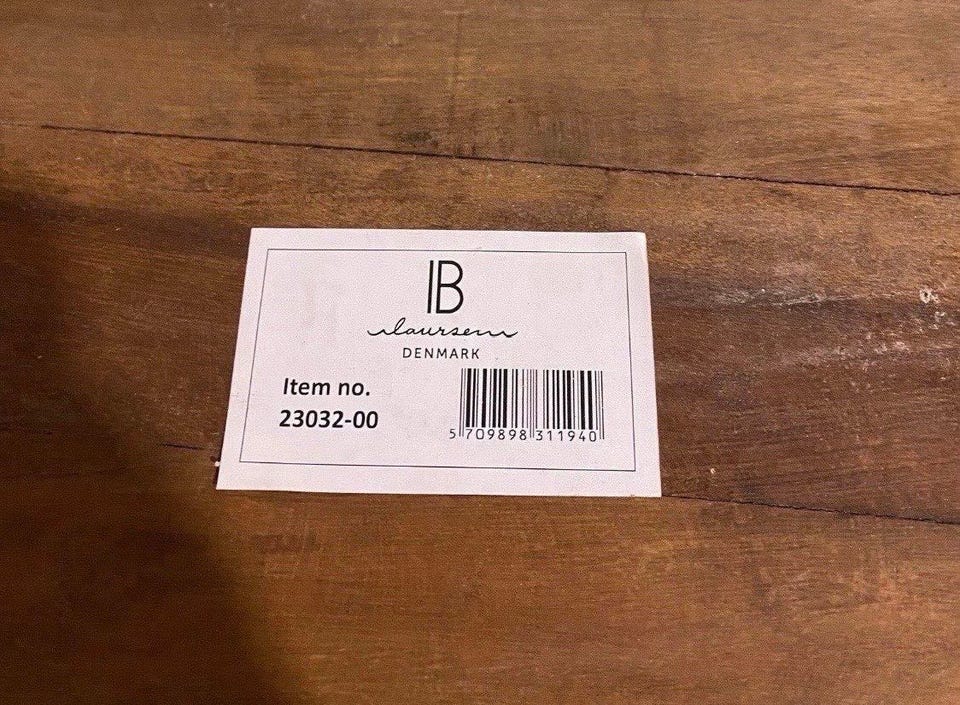 IB
laursen
DENMARK
Item no.
23032-00
5 709898 311940